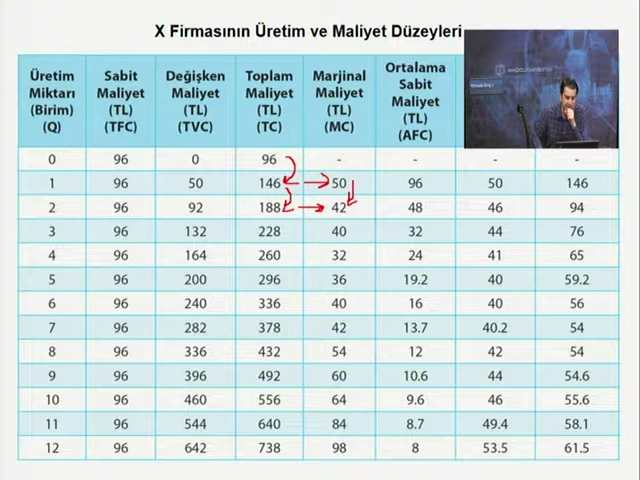 X Firmasının Üretim ve Maliyet Düzeyleri
Üretim Miktarı (Birim) (Q) Sabit Maliyet (TL) (TFC) Değişken Maliyet (TL) (TVC) Toplam Maliyet (TL) (TC) Marjinal Maliyet (TL) (MC) Ortalama Sabit Maliyet (TL) (AFC)
0 96 0 96 - - - -
1 96 50 146 50 96 50 146
2 96 92 188 42 48 46 94
3 96 132 228 40 32 44 76
4 96 164 260 32 24 41 65
5 96 200 296 36 19.2 40 59.2
6 96 240 336 40 16 40 56
7 96 282 378 42 13.7 40.2 54
8 96 336 432 54 12 42 54
9 96 396 492 60 10.6 44 54.6
10 96 460 556 64 9.6 46 55.6
11 96 544 640 84 8.7 49.4 58.1
12 96 642 738 98 8 53.5 61.5